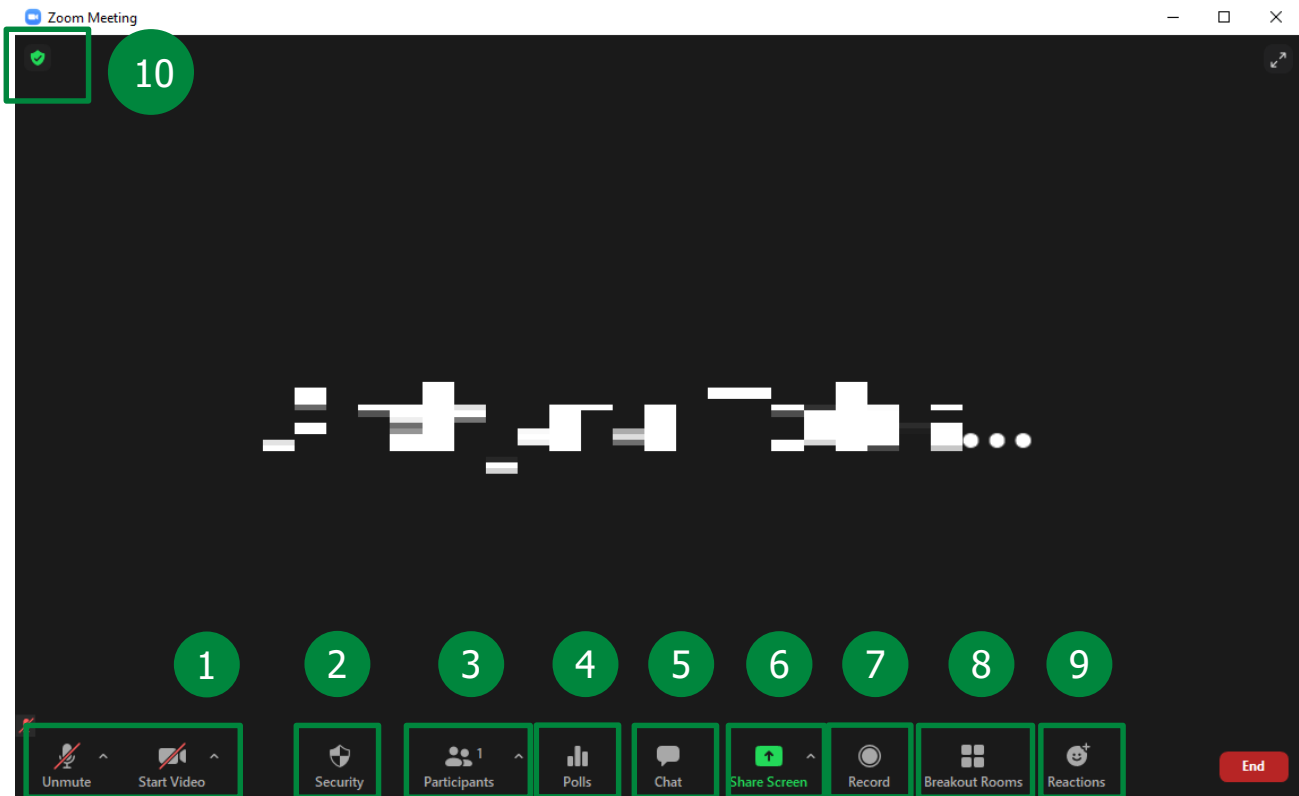 Zoom Meeting
10
1 2 3 4 5 6 7 8 9
1
Unmute Start Video Security Participants Polls Chat Share Screen Record Breakout Rooms Reactions End